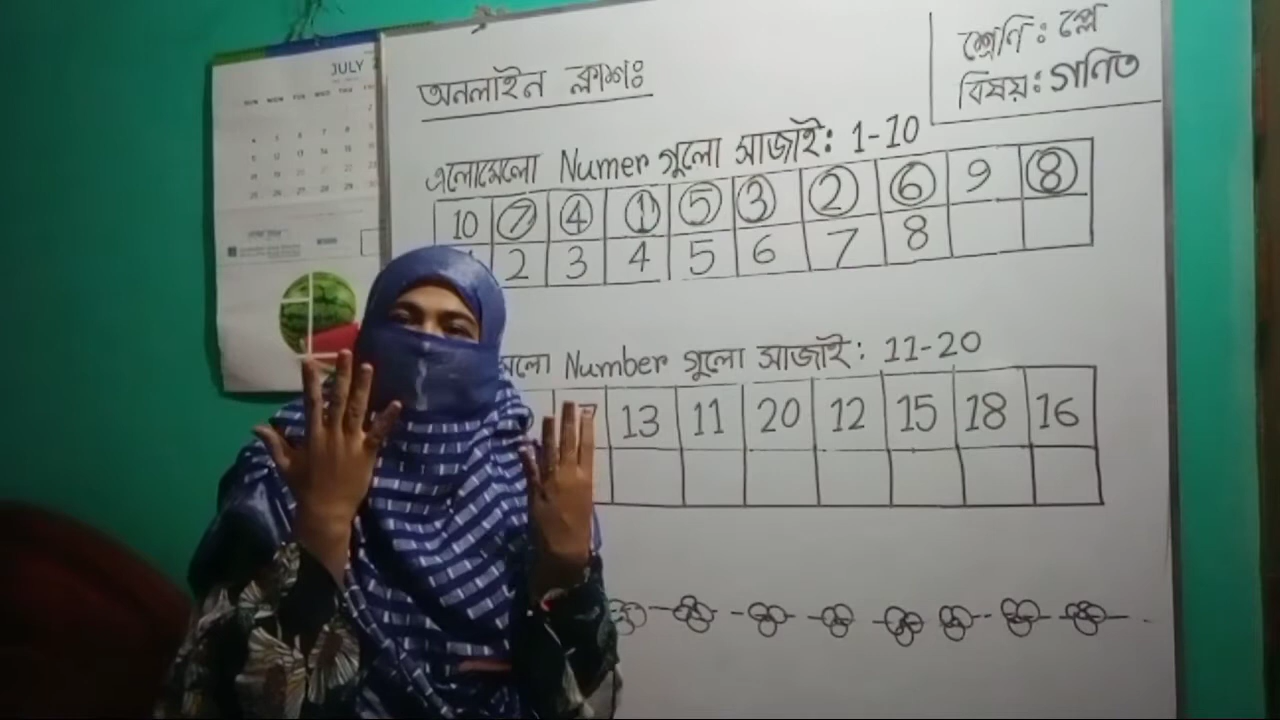 JULY
অনলাইন ক্লাশঃ
শ্রেণি: প্লে
বিষয়: গণিত
এলোমেলো Numer গুলো সাজাই: 1-10
10 7 4 1 5 3 2 6 9 8
2 3 4 5 6 7 8
Number গুলো সাজাই: 11-20
13 11 20 12 15 18 16